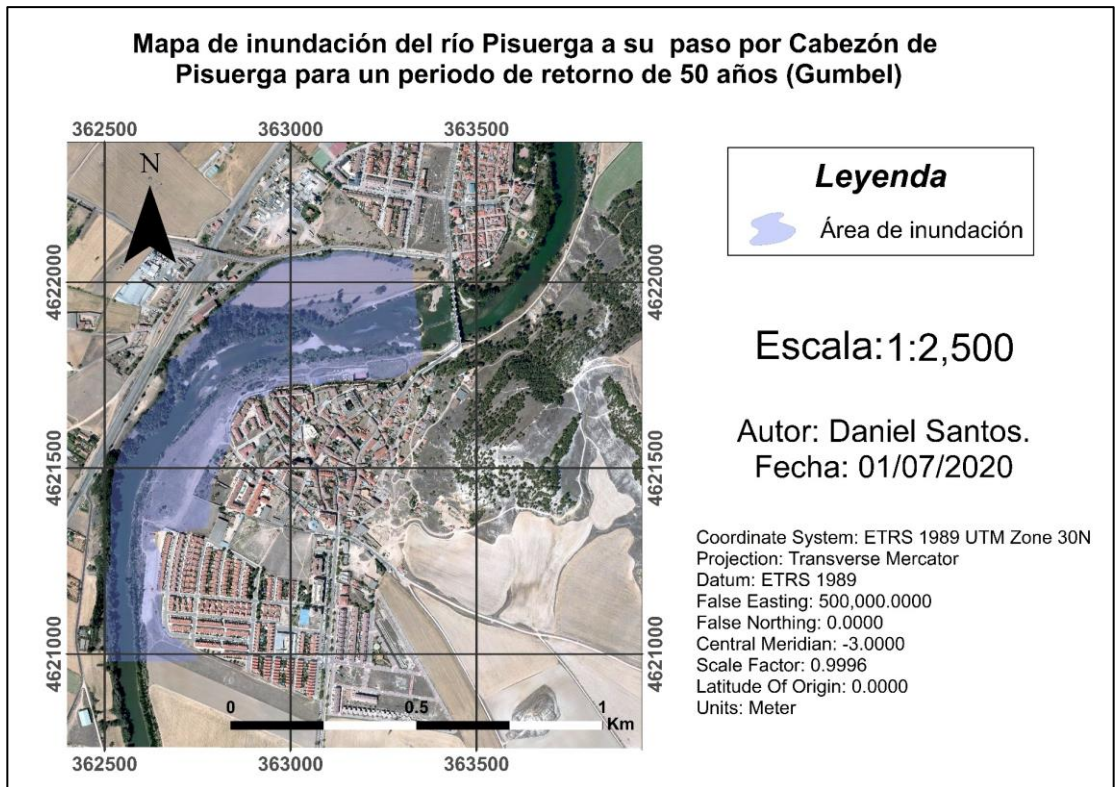 Mapa de inundación del río Pisuerga a su paso por Cabezón de
Pisuerga para un periodo de retorno de 50 años (Gumbel)
362500 363000 363500
N
4622000
4621500
4621000
4622000
4621500
4621000
0 0.5 1
Km
362500 363000 363500
Leyenda
Área de inundación
Escala:1:2,500
Autor: Daniel Santos.
Fecha: 01/07/2020
Coordinate System: ETRS 1989 UTM Zone 30N
Projection: Transverse Mercator
Datum: ETRS 1989
False Easting: 500,000.0000
False Northing: 0.0000
Central Meridian: -3.0000
Scale Factor: 0.9996
Latitude Of Origin: 0.0000
Units: Meter